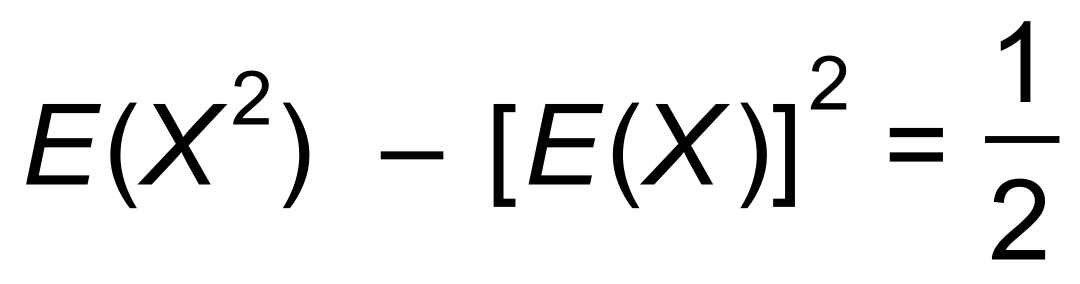 E(X²) – [E(X)]² = 1/2